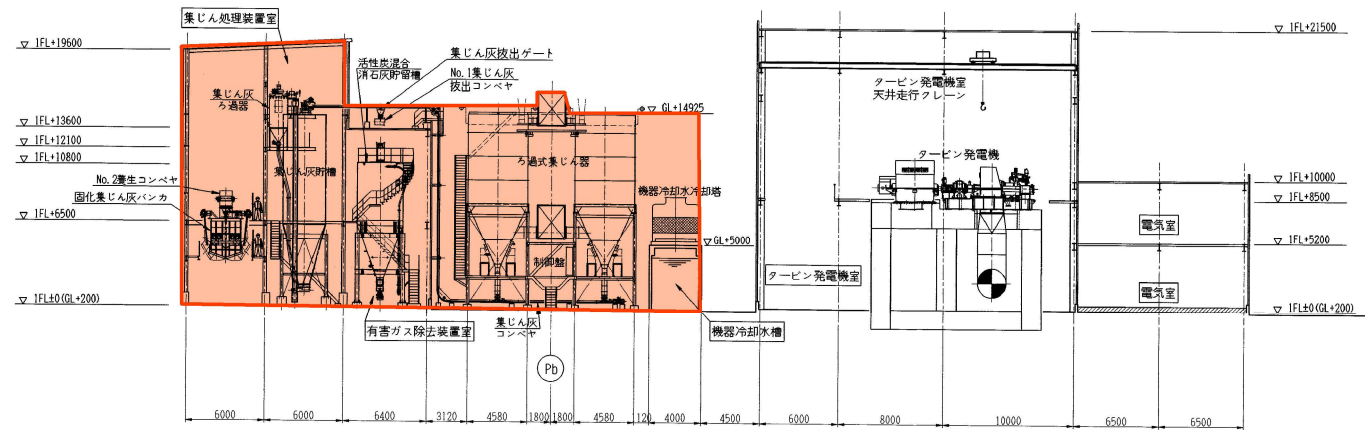 集じん処理装置室
▽ 1FL+19600
▽ 1FL+13600
▽ 1FL+12100
▽ 1FL+10800
No.2養生コンベヤ
固化集じん灰バンカ
▽ 1FL+6500
▽ 1FL±0(GL+200)
集じん灰
ろ過器
集じん灰貯槽
活性炭混合
消石灰貯留槽
集じん灰抜出ゲート
No.1集じん灰
抜出コンベヤ
▽ GL+14925
ろ過式集じん器
機器冷却水冷却塔
▽ GL+5000
制御盤
有害ガス除去装置室
集じん灰
コンベヤ
機器冷却水槽
Pb
タービン発電機室
天井走行クレーン
タービン発電機
タービン発電機室
▽ 1FL+21500
▽ 1FL+10000
▽ 1FL+8500
電気室
▽ 1FL+5200
電気室
▽ 1FL±0(GL+200)
6000 6000 6400 3120 4580 1800 1800 4580 120 4000 4500 6000 8000 10000 6500 6500